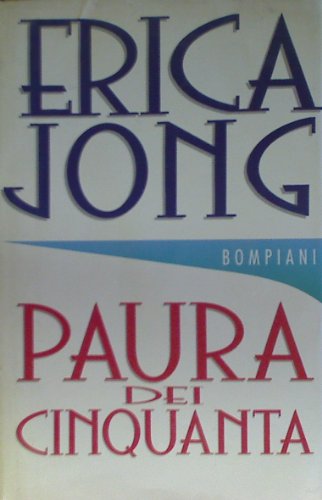 ERICA
JONG
BOMPIANI
PAURA
DEI
CINQUANTA